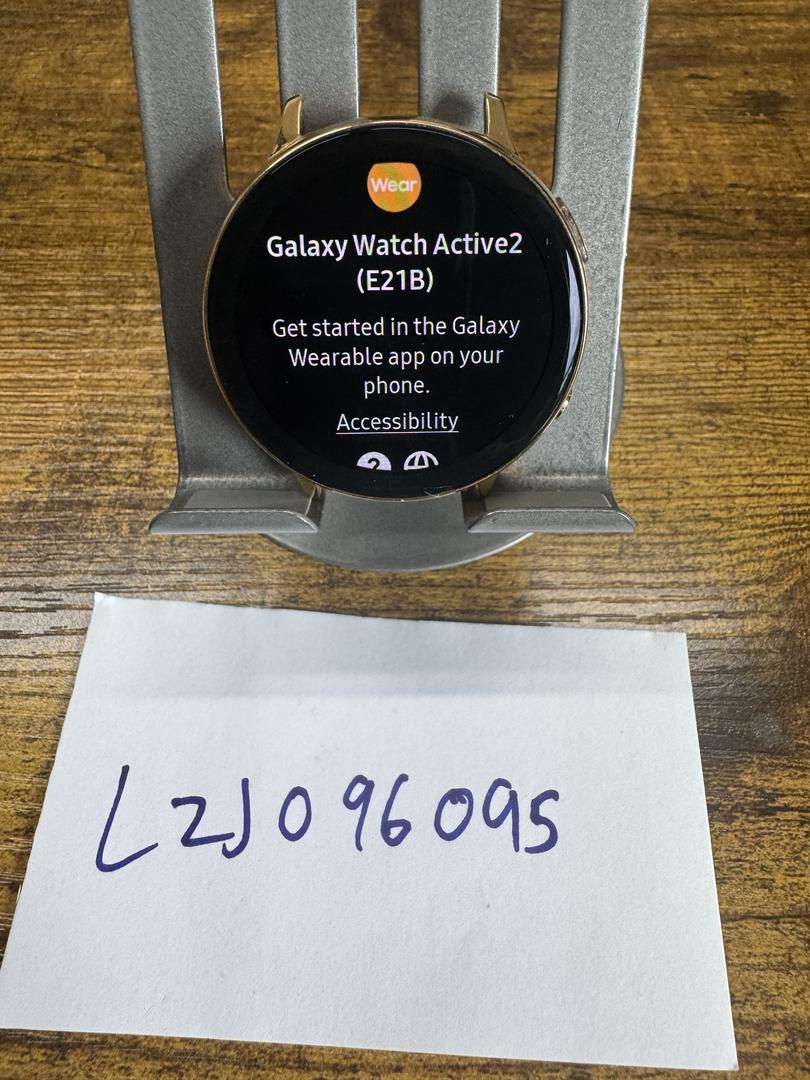 Wear
Galaxy Watch Active2
(E21B)
Get started in the Galaxy
Wearable app on your
phone.
Accessibility
?
LZJ096095